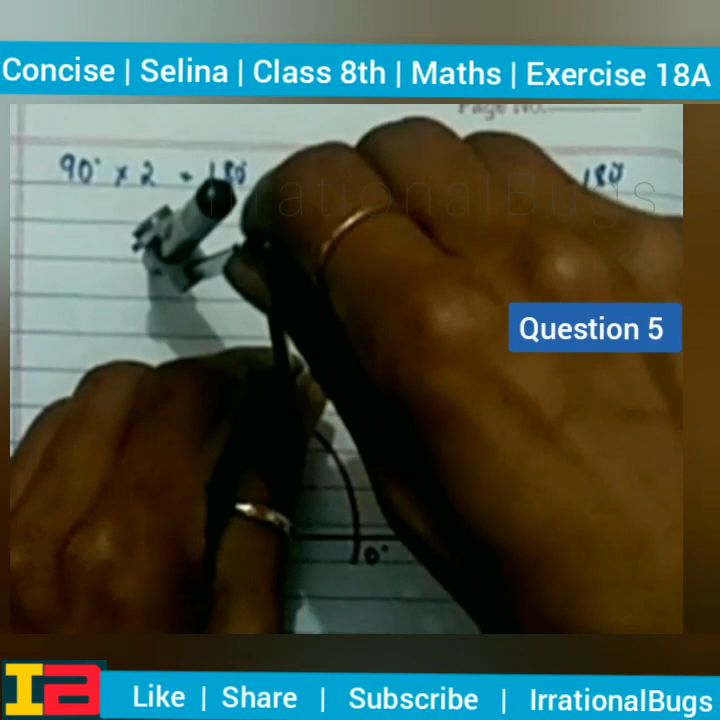 Concise | Selina | Class 8th | Maths | Exercise 18A
Page No.
90° × 2 = 180° 180°
IrrationalBugs
Question 5
0°
Like | Share | Subscribe | IrrationalBugs